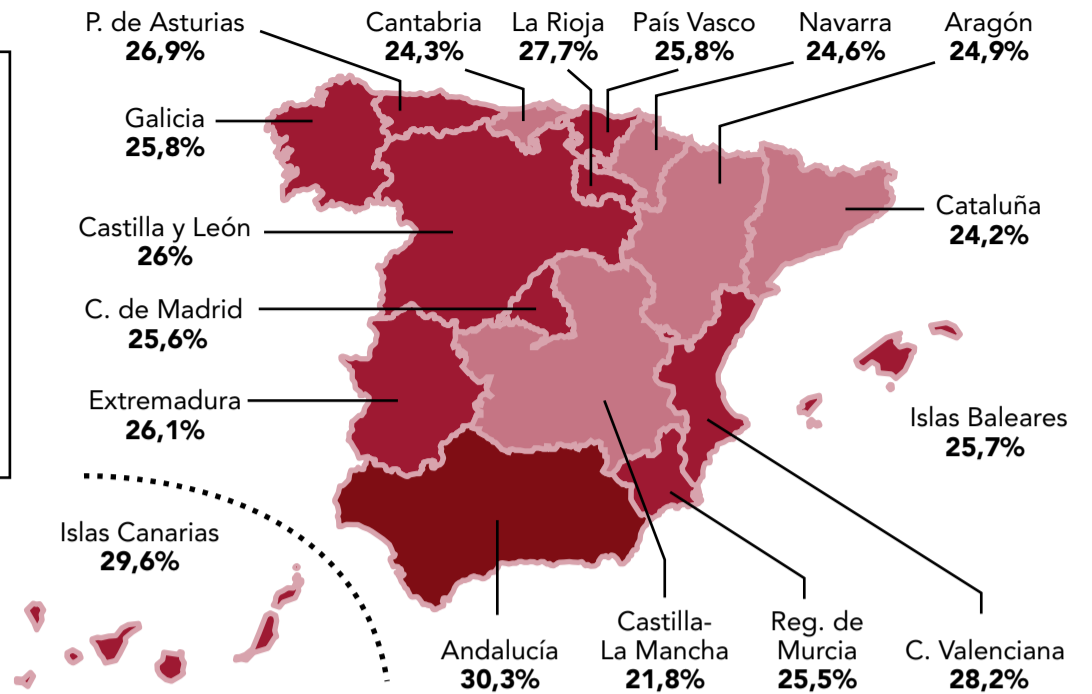 P. de Asturias
26,9%
Cantabria
24,3%
La Rioja
27,7%
País Vasco
25,8%
Navarra
24,6%
Aragón
24,9%
Galicia
25,8%
Cataluña
24,2%
Castilla y León
26%
C. de Madrid
25,6%
Extremadura
26,1%
Islas Baleares
25,7%
Islas Canarias
29,6%
Andalucía
30,3%
Castilla-
La Mancha
21,8%
Reg. de
Murcia
25,5%
C. Valenciana
28,2%